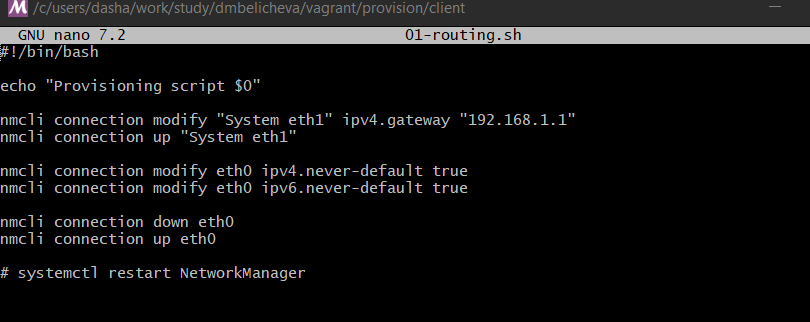 M /c/users/dasha/work/study/dmbelicheva/vagrant/provision/client
GNU nano 7.2 01-routing.sh
#!/bin/bash
echo "Provisioning script $0"
nmcli connection modify "System eth1" ipv4.gateway "192.168.1.1"
nmcli connection up "System eth1"
nmcli connection modify eth0 ipv4.never-default true
nmcli connection modify eth0 ipv6.never-default true
nmcli connection down eth0
nmcli connection up eth0
# systemctl restart NetworkManager